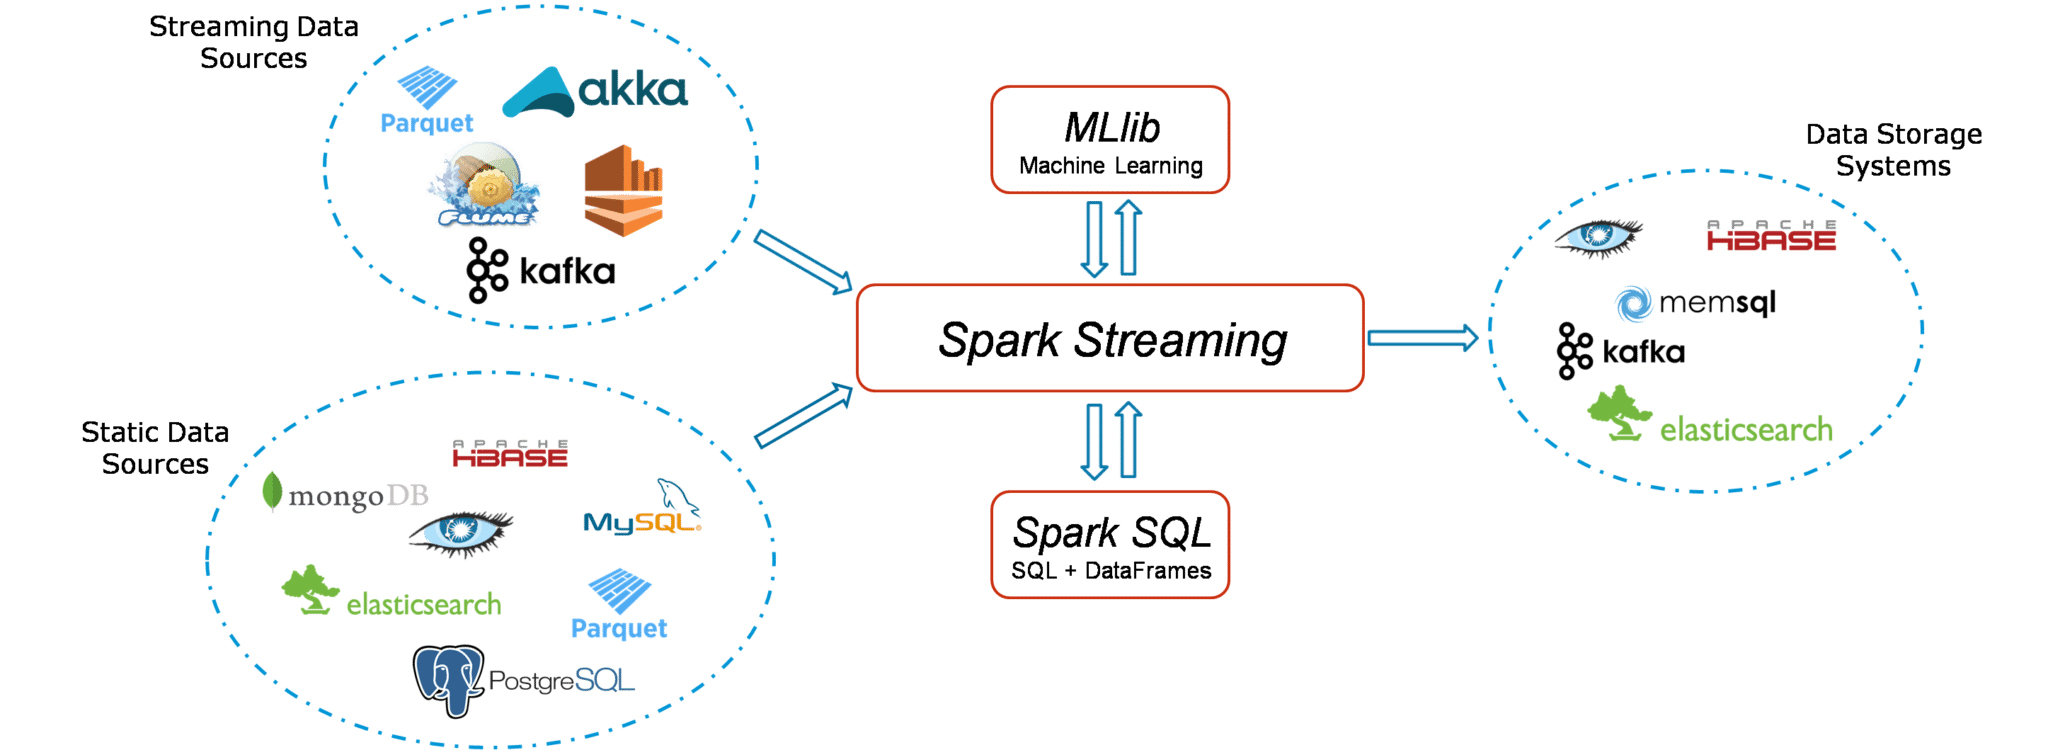 Streaming Data
Sources
Parquet
akka
FLUME
kafka
Static Data
Sources
APACHE
HBASE
mongoDB
MySQL®
elasticsearch
Parquet
PostgreSQL
MLlib
Machine Learning
Spark Streaming
Spark SQL
SQL + DataFrames
Data Storage
Systems
APACHE
HBASE
memsql
kafka
elasticsearch